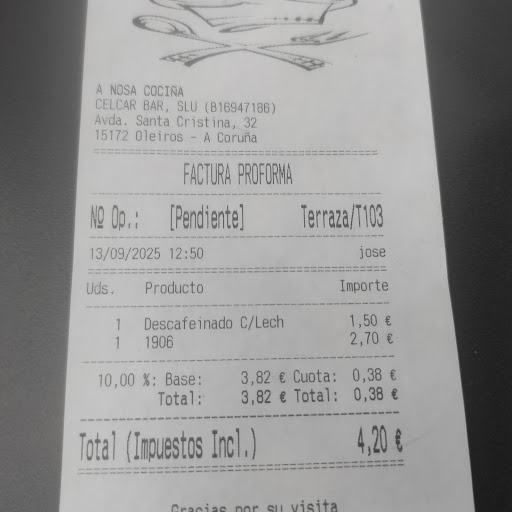 A NOSA COCIÑA
CELCAR BAR, SLU (B16947186)
Avda. Santa Cristina, 32
15172 Oleiros - A Coruña
FACTURA PROFORMA
Nº Op.: [Pendiente] Terraza/T103
13/09/2025 12:50 jose
Uds. Producto Importe
1 Descafeinado C/Lech 1,50 €
1 1906 2,70 €
10,00 %: Base: 3,82 € Cuota: 0,38 €
Total: 3,82 € Total: 0,38 €
Total (Impuestos Incl.) 4,20 €
Gracias por su visita